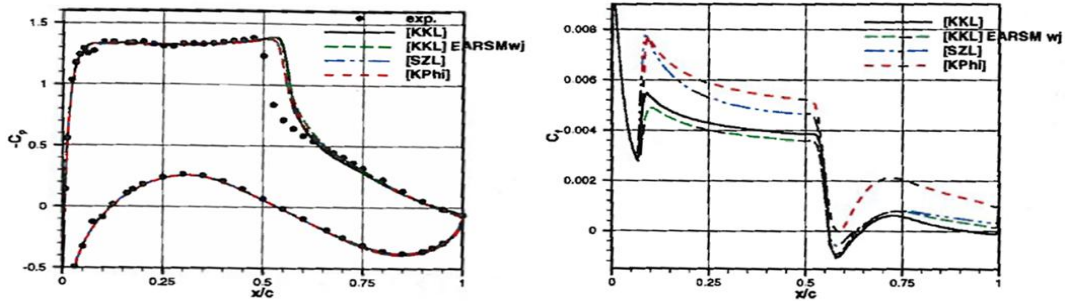 exp.
[KKL]
[KKL] EARSMwj
[SZL]
[KPhi]
1.5
1
0.5
0
-0.5
-Cp
0
0.25
0.5
0.75
1
x/c
[KKL]
[KKL] EARSM wj
[SZL]
[KPhi]
0.008
0.006
0.004
0.002
0
Cf
0
0.25
0.5
0.75
1
x/c